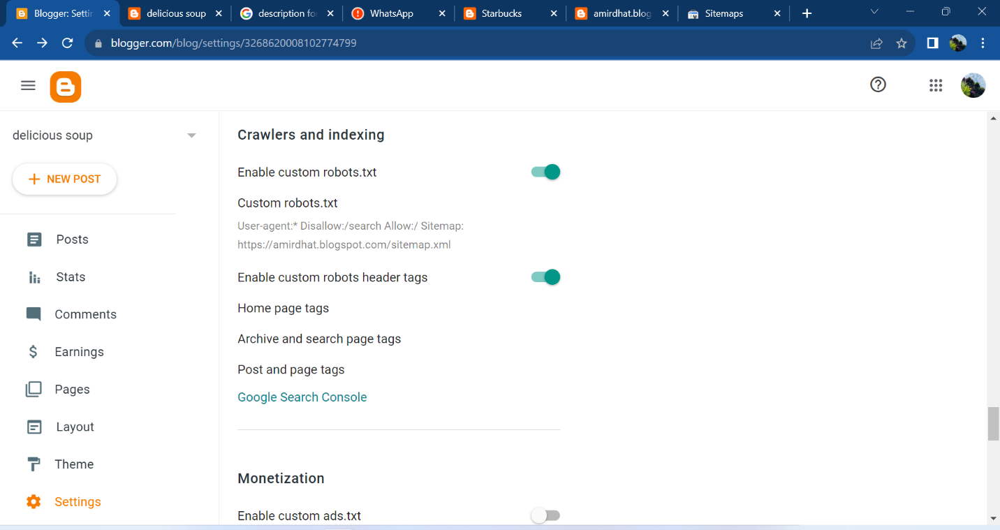 Blogger: Settin
delicious soup
description fo
WhatsApp
Starbucks
amirdhat.blog
Sitemaps
blogger.com/blog/settings/3268620008102774799
delicious soup
NEW POST
Posts
Stats
Comments
Earnings
Pages
Layout
Theme
Settings
Crawlers and indexing
Enable custom robots.txt
Custom robots.txt
User-agent:* Disallow:/search Allow:/ Sitemap:
https://amirdhat.blogspot.com/sitemap.xml
Enable custom robots header tags
Home page tags
Archive and search page tags
Post and page tags
Google Search Console
Monetization
Enable custom ads.txt